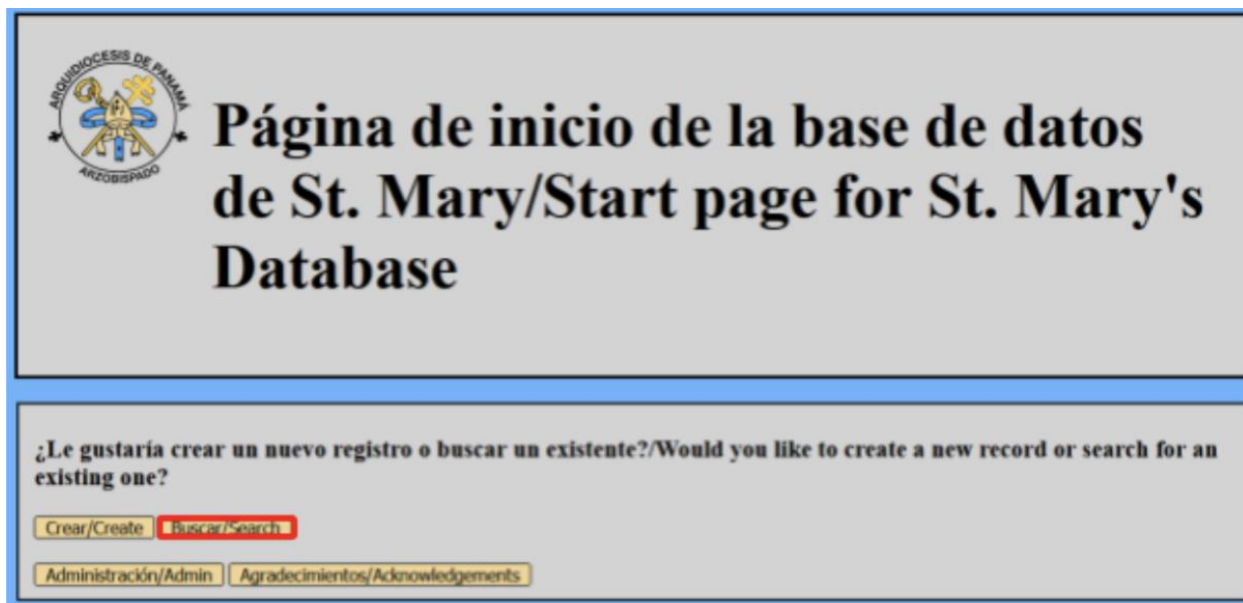 ARQUIDIOCESIS DE PANAMÁ
ARZOBISPADO
Página de inicio de la base de datos
de St. Mary/Start page for St. Mary's
Database
¿Le gustaría crear un nuevo registro o buscar un existente?/Would you like to create a new record or search for an
existing one?
Crear/Create Buscar/Search
Administración/Admin Agradecimientos/Acknowledgements